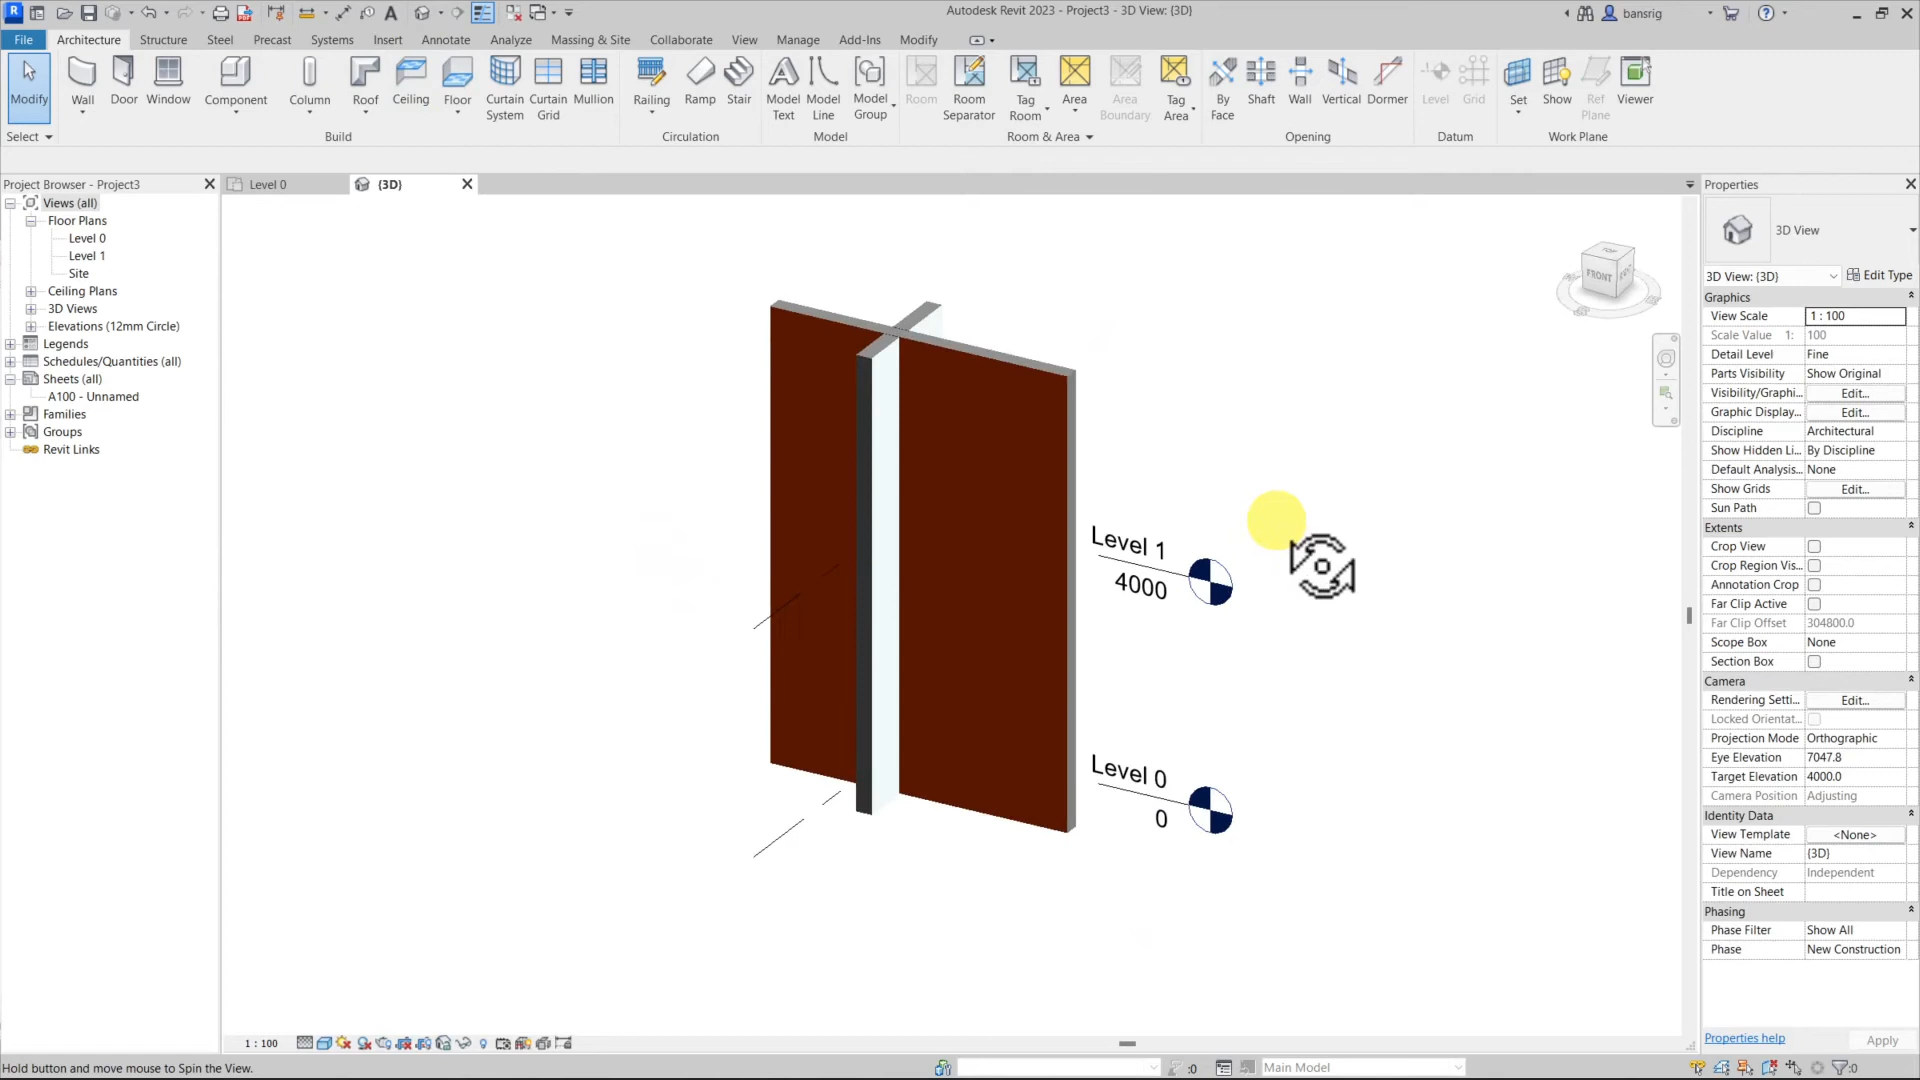 Autodesk Revit 2023 - Project3 - 3D View: {3D}
bansrig
File Architecture Structure Steel Precast Systems Insert Annotate Analyze Massing & Site Collaborate View Manage Add-Ins Modify
Modify Wall Door Window Component Column Roof Ceiling Floor Curtain System Curtain Grid Mullion Railing Ramp Stair Model Text Model Line Model Group Room Room Separator Tag Room Area Area Boundary Tag Area By Face Shaft Wall Vertical Dormer Level Grid Set Show Ref Plane Viewer
Select Build Circulation Model Room & Area Opening Datum Work Plane
Project Browser - Project3
Views (all)
Floor Plans
Level 0
Level 1
Site
Ceiling Plans
3D Views
Elevations (12mm Circle)
Legends
Schedules/Quantities (all)
Sheets (all)
A100 - Unnamed
Families
Groups
Revit Links
Level 0 {3D}
TOP
FRONT
Level 1
4000
Level 0
0
Properties
3D View
3D View: {3D} Edit Type
Graphics
View Scale 1 : 100
Scale Value 1: 100
Detail Level Fine
Parts Visibility Show Original
Visibility/Graphi... Edit...
Graphic Display... Edit...
Discipline Architectural
Show Hidden Li... By Discipline
Default Analysis... None
Show Grids Edit...
Sun Path
Extents
Crop View
Crop Region Vis...
Annotation Crop
Far Clip Active
Far Clip Offset 304800.0
Scope Box None
Section Box
Camera
Rendering Setti... Edit...
Locked Orientat...
Projection Mode Orthographic
Eye Elevation 7047.8
Target Elevation 4000.0
Camera Position Adjusting
Identity Data
View Template <None>
View Name {3D}
Dependency Independent
Title on Sheet
Phasing
Phase Filter Show All
Phase New Construction
Properties help Apply
1 : 100
Hold button and move mouse to Spin the View.
:0 Main Model :0